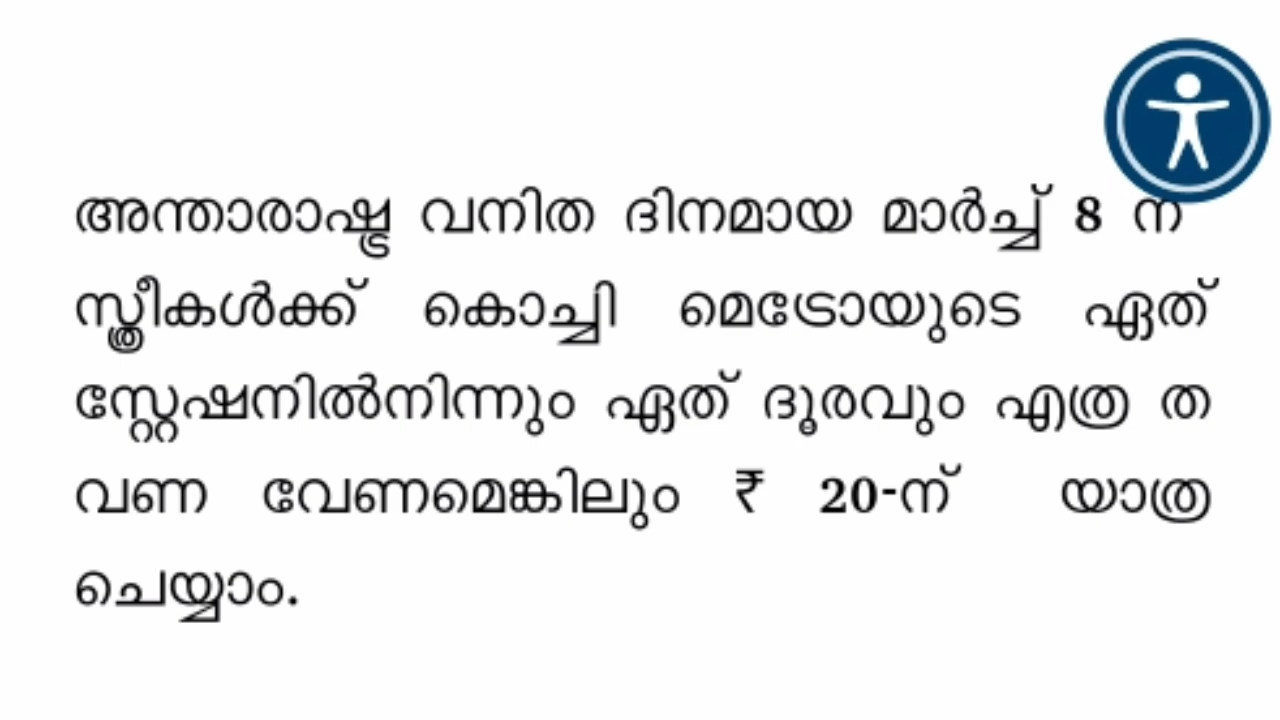 അന്താരാഷ്ട്ര വനിത ദിനമായ മാർച്ച് 8 ന്
സ്ത്രീകൾക്ക് കൊച്ചി മെട്രോയുടെ ഏത്
സ്റ്റേഷനിൽനിന്നും ഏത് ദൂരവും എത്ര ത
വണ വേണമെങ്കിലും ₹ 20-ന് യാത്ര
ചെയ്യാം.